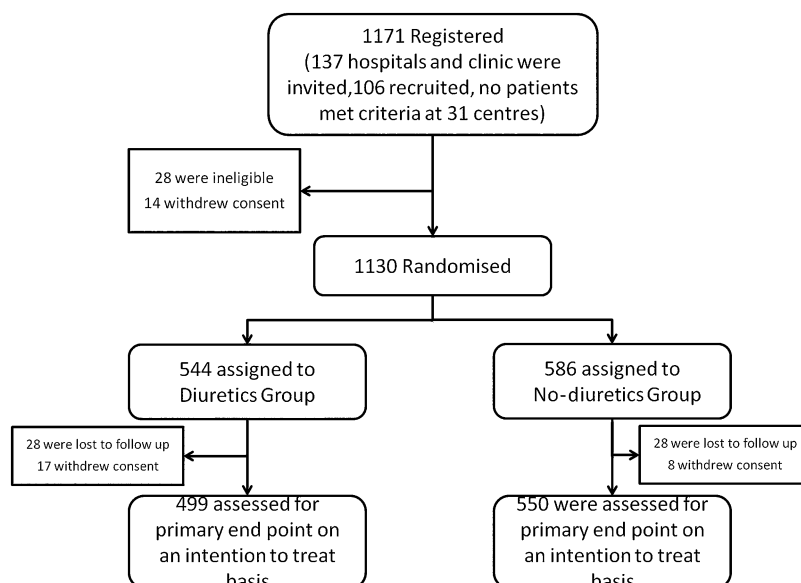 1171 Registered
(137 hospitals and clinic were
invited,106 recruited, no patients
met criteria at 31 centres)
28 were ineligible
14 withdrew consent
1130 Randomised
544 assigned to
Diuretics Group
586 assigned to
No-diuretics Group
28 were lost to follow up
17 withdrew consent
28 were lost to follow up
8 withdrew consent
499 assessed for
primary end point on
an intention to treat
basis
550 were assessed for
primary end point on
an intention to treat
basis